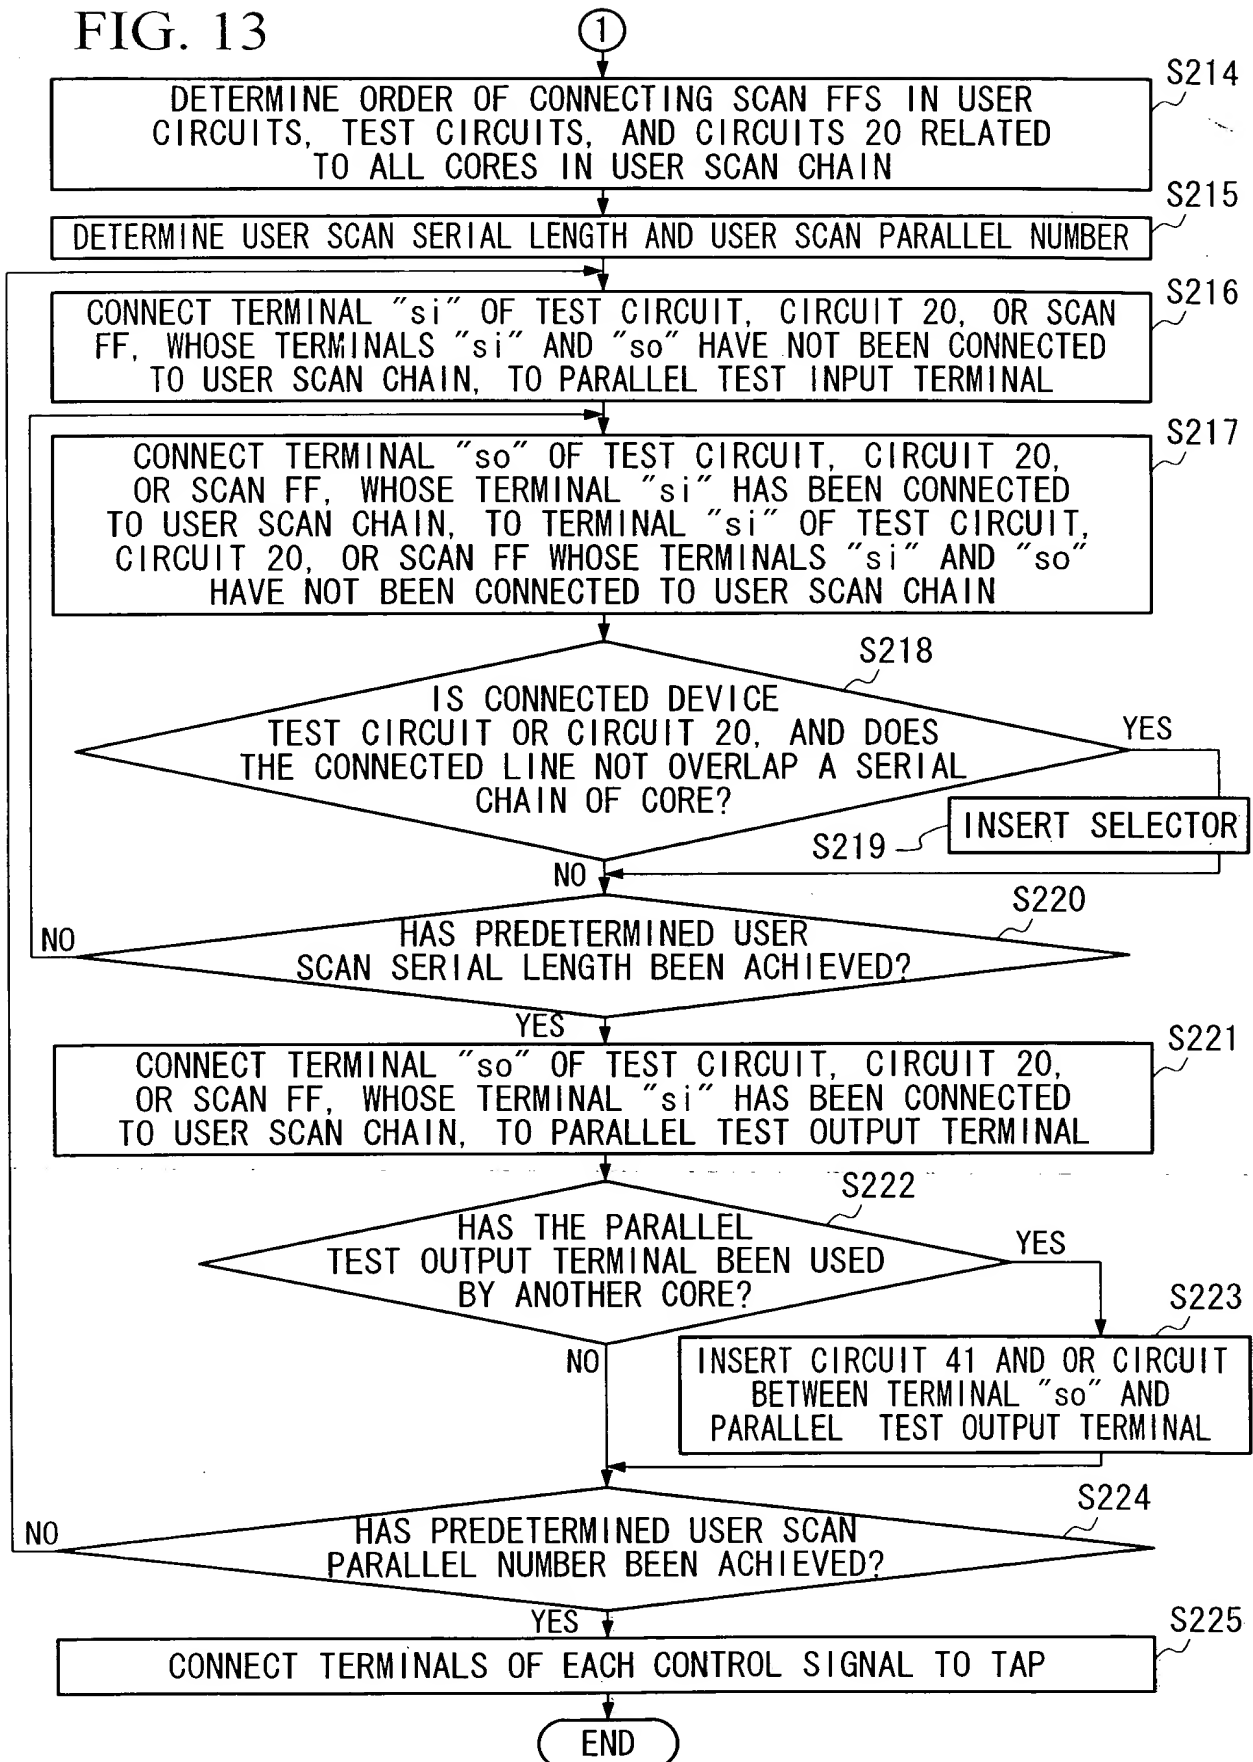 FIG. 13
1
S214
DETERMINE ORDER OF CONNECTING SCAN FFS IN USER
CIRCUITS, TEST CIRCUITS, AND CIRCUITS 20 RELATED
TO ALL CORES IN USER SCAN CHAIN
S215
DETERMINE USER SCAN SERIAL LENGTH AND USER SCAN PARALLEL NUMBER
S216
CONNECT TERMINAL "si" OF TEST CIRCUIT, CIRCUIT 20, OR SCAN
FF, WHOSE TERMINALS "si" AND "so" HAVE NOT BEEN CONNECTED
TO USER SCAN CHAIN, TO PARALLEL TEST INPUT TERMINAL
S217
CONNECT TERMINAL "so" OF TEST CIRCUIT, CIRCUIT 20,
OR SCAN FF, WHOSE TERMINAL "si" HAS BEEN CONNECTED
TO USER SCAN CHAIN, TO TERMINAL "si" OF TEST CIRCUIT,
CIRCUIT 20, OR SCAN FF WHOSE TERMINALS "si" AND "so"
HAVE NOT BEEN CONNECTED TO USER SCAN CHAIN
S218
IS CONNECTED DEVICE
TEST CIRCUIT OR CIRCUIT 20, AND DOES
THE CONNECTED LINE NOT OVERLAP A SERIAL
CHAIN OF CORE?
YES
S219
INSERT SELECTOR
NO
S220
HAS PREDETERMINED USER
SCAN SERIAL LENGTH BEEN ACHIEVED?
NO
YES
S221
CONNECT TERMINAL "so" OF TEST CIRCUIT, CIRCUIT 20,
OR SCAN FF, WHOSE TERMINAL "si" HAS BEEN CONNECTED
TO USER SCAN CHAIN, TO PARALLEL TEST OUTPUT TERMINAL
S222
HAS THE PARALLEL
TEST OUTPUT TERMINAL BEEN USED
BY ANOTHER CORE?
YES
NO
S223
INSERT CIRCUIT 41 AND OR CIRCUIT
BETWEEN TERMINAL "so" AND
PARALLEL TEST OUTPUT TERMINAL
S224
HAS PREDETERMINED USER SCAN
PARALLEL NUMBER BEEN ACHIEVED?
NO
YES
S225
CONNECT TERMINALS OF EACH CONTROL SIGNAL TO TAP
END